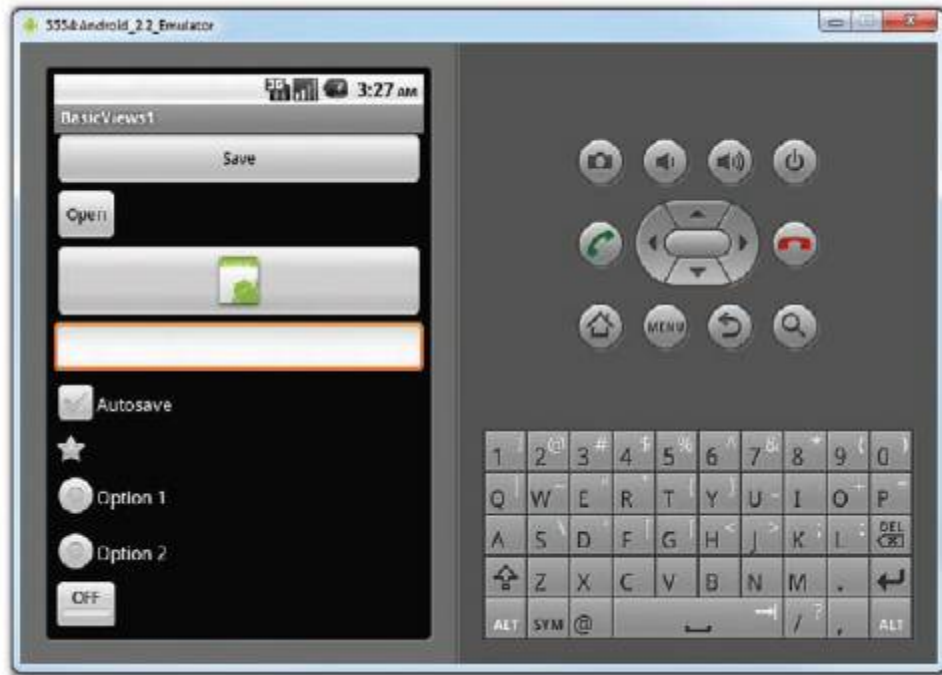 5554:Android_2.2_Emulator
3G
3:27 AM
BasicViews1
Save
Open
Autosave
Option 1
Option 2
OFF
MENU
1 ! 2 @ 3 # 4 $ 5 % 6 ^ 7 & 8 * 9 ( 0 )
Q | W ~ E " R ` T { Y } U - I O + P =
A S \ D ' F [ G ] H < J > K ; L : DEL
Z X C V B N M .
ALT SYM @ / ? , ALT